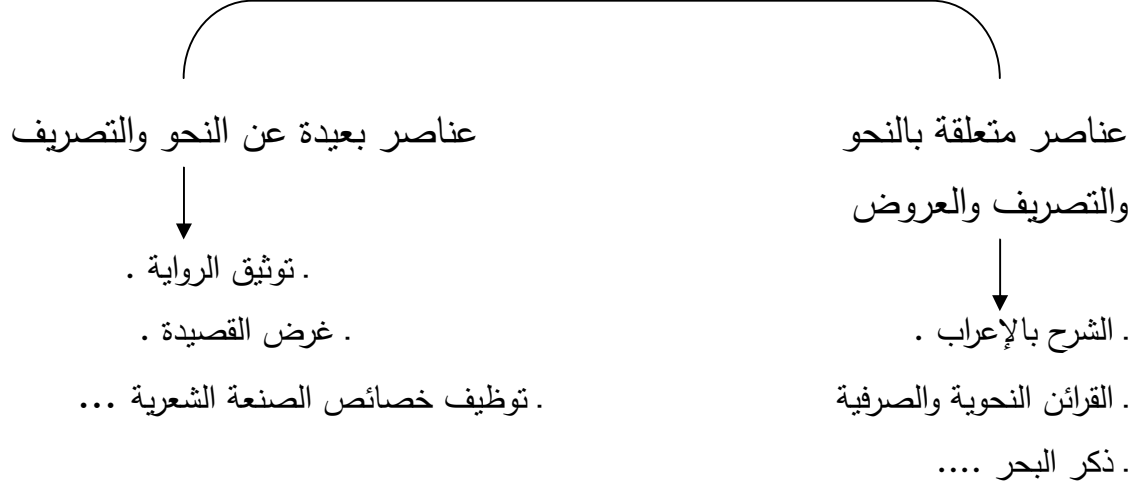 عناصر متعلقة بالنحو
والتصريف والعروض
. الشرح بالإعراب .
. القرائن النحوية والصرفية
. ذكر البحر ....
عناصر بعيدة عن النحو والتصريف
. توثيق الرواية .
. غرض القصيدة .
. توظيف خصائص الصنعة الشعرية ...